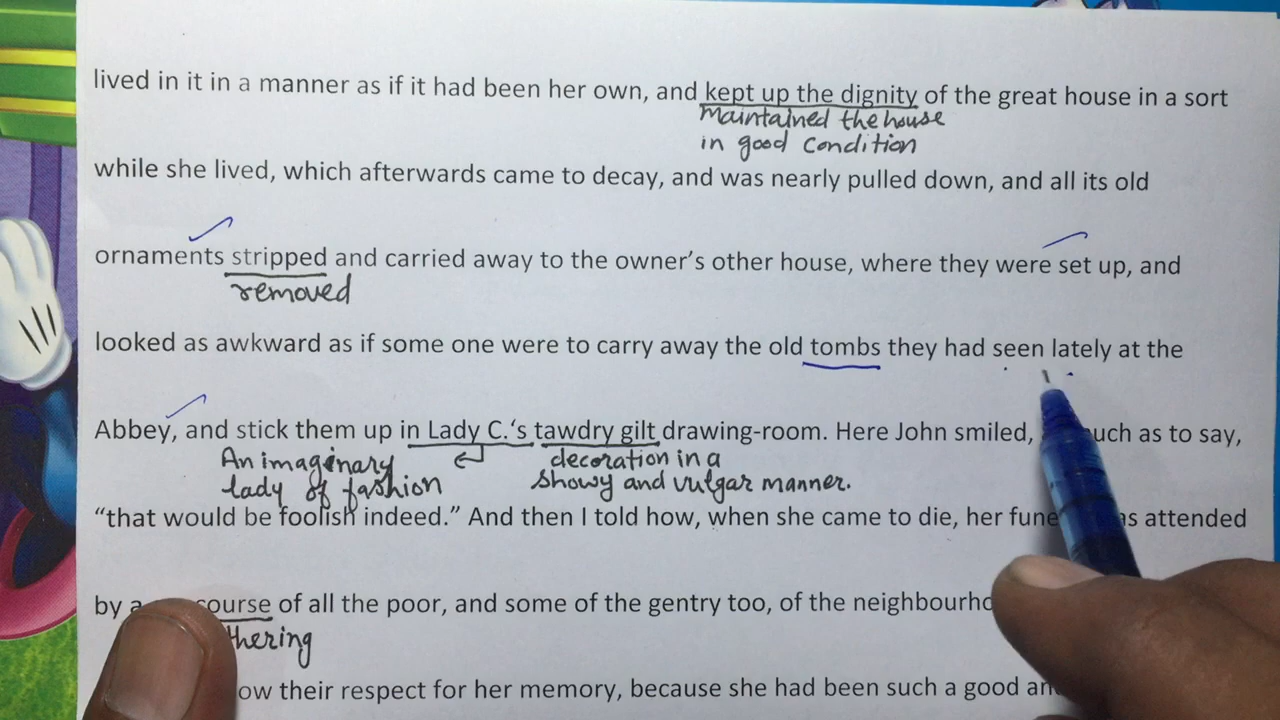 lived in it in a manner as if it had been her own, and kept up the dignity of the great house in a sort
maintained the house
in good condition
while she lived, which afterwards came to decay, and was nearly pulled down, and all its old
ornaments stripped and carried away to the owner's other house, where they were set up, and
removed
looked as awkward as if some one were to carry away the old tombs they had seen lately at the
Abbey, and stick them up in Lady C.'s tawdry gilt drawing-room. Here John smiled, uch as to say,
An imaginary decoration in a
lady of fashion showy and vulgar manner.
"that would be foolish indeed." And then I told how, when she came to die, her fune s attended
by a course of all the poor, and some of the gentry too, of the neighbourho
thering
ow their respect for her memory, because she had been such a good an